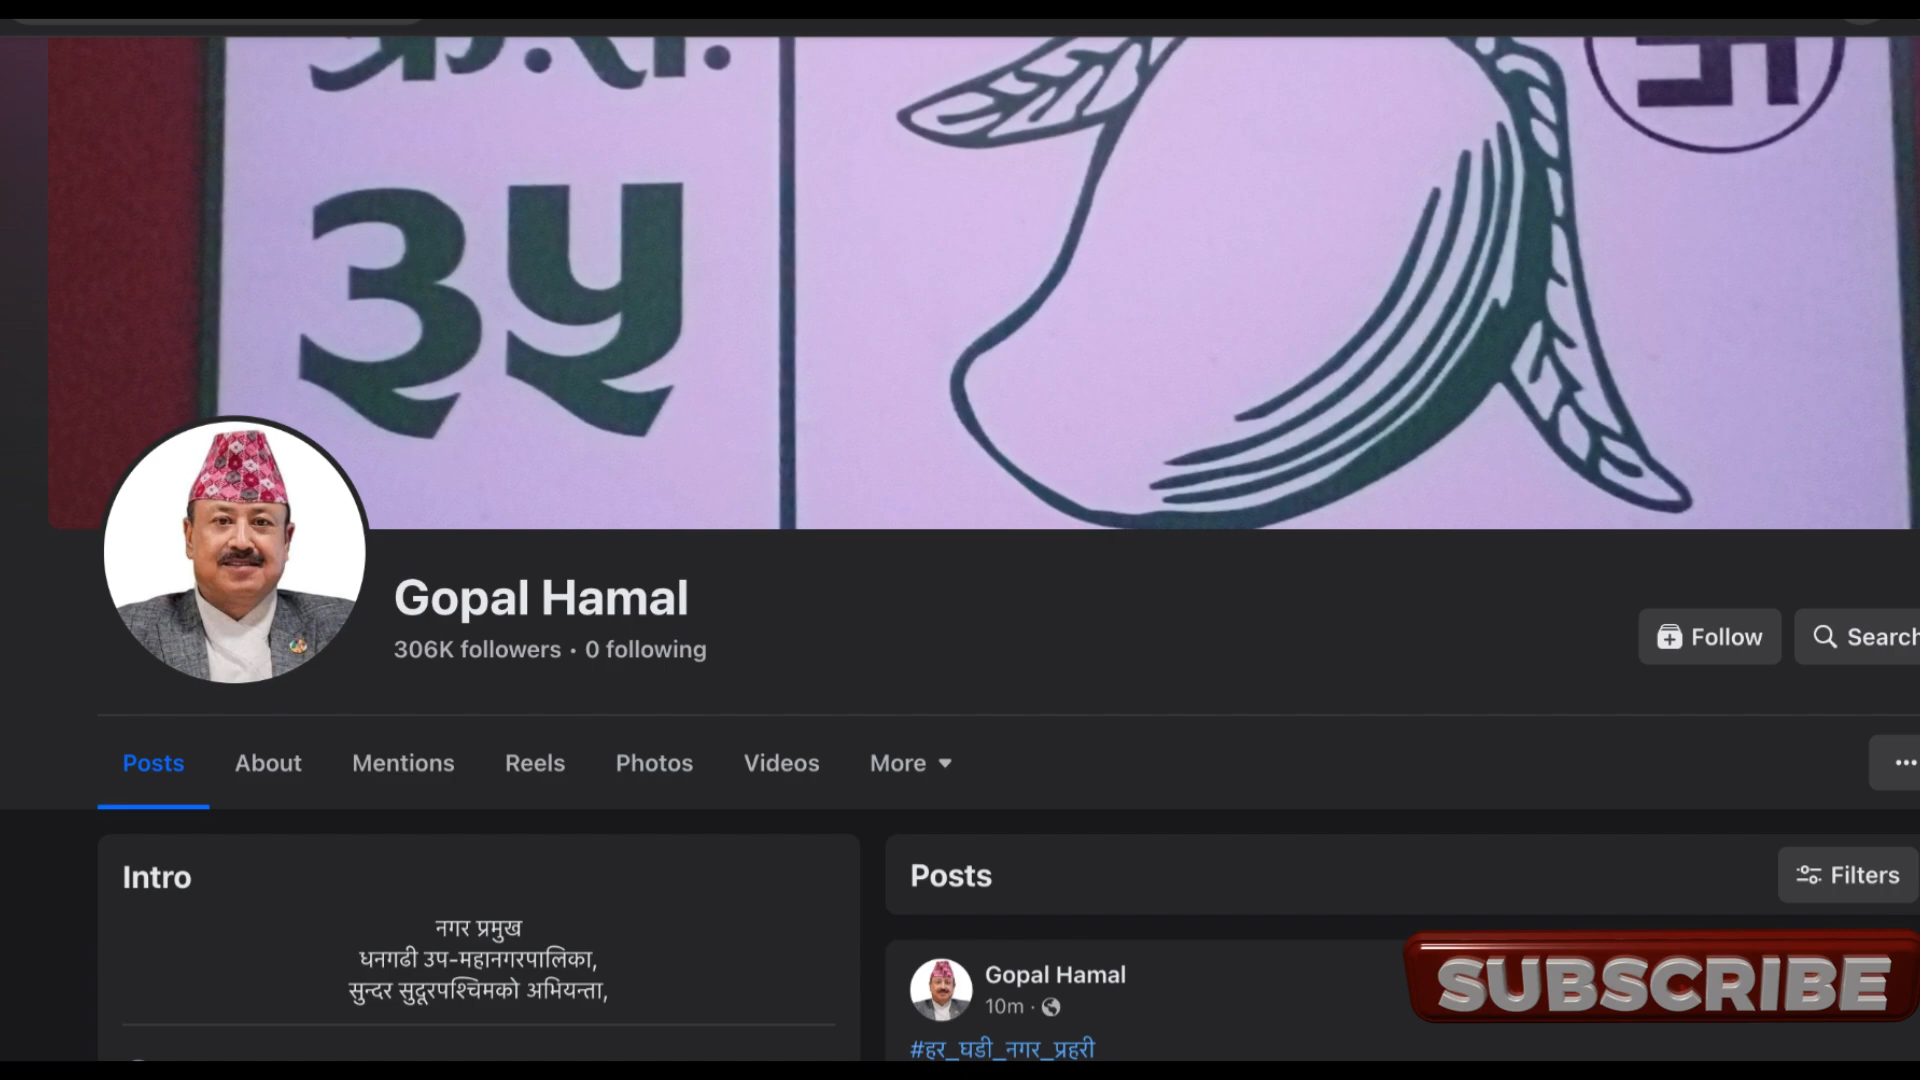 ३५
Gopal Hamal
306K followers · 0 following
Follow
Search
Posts
About
Mentions
Reels
Photos
Videos
More
Intro
नगर प्रमुख
धनगढी उप-महानगरपालिका,
सुन्दर सुदूरपश्चिमको अभियन्ता,
Posts
Filters
Gopal Hamal
10m ·
#हर_घडी_नगर_प्रहरी
SUBSCRIBE